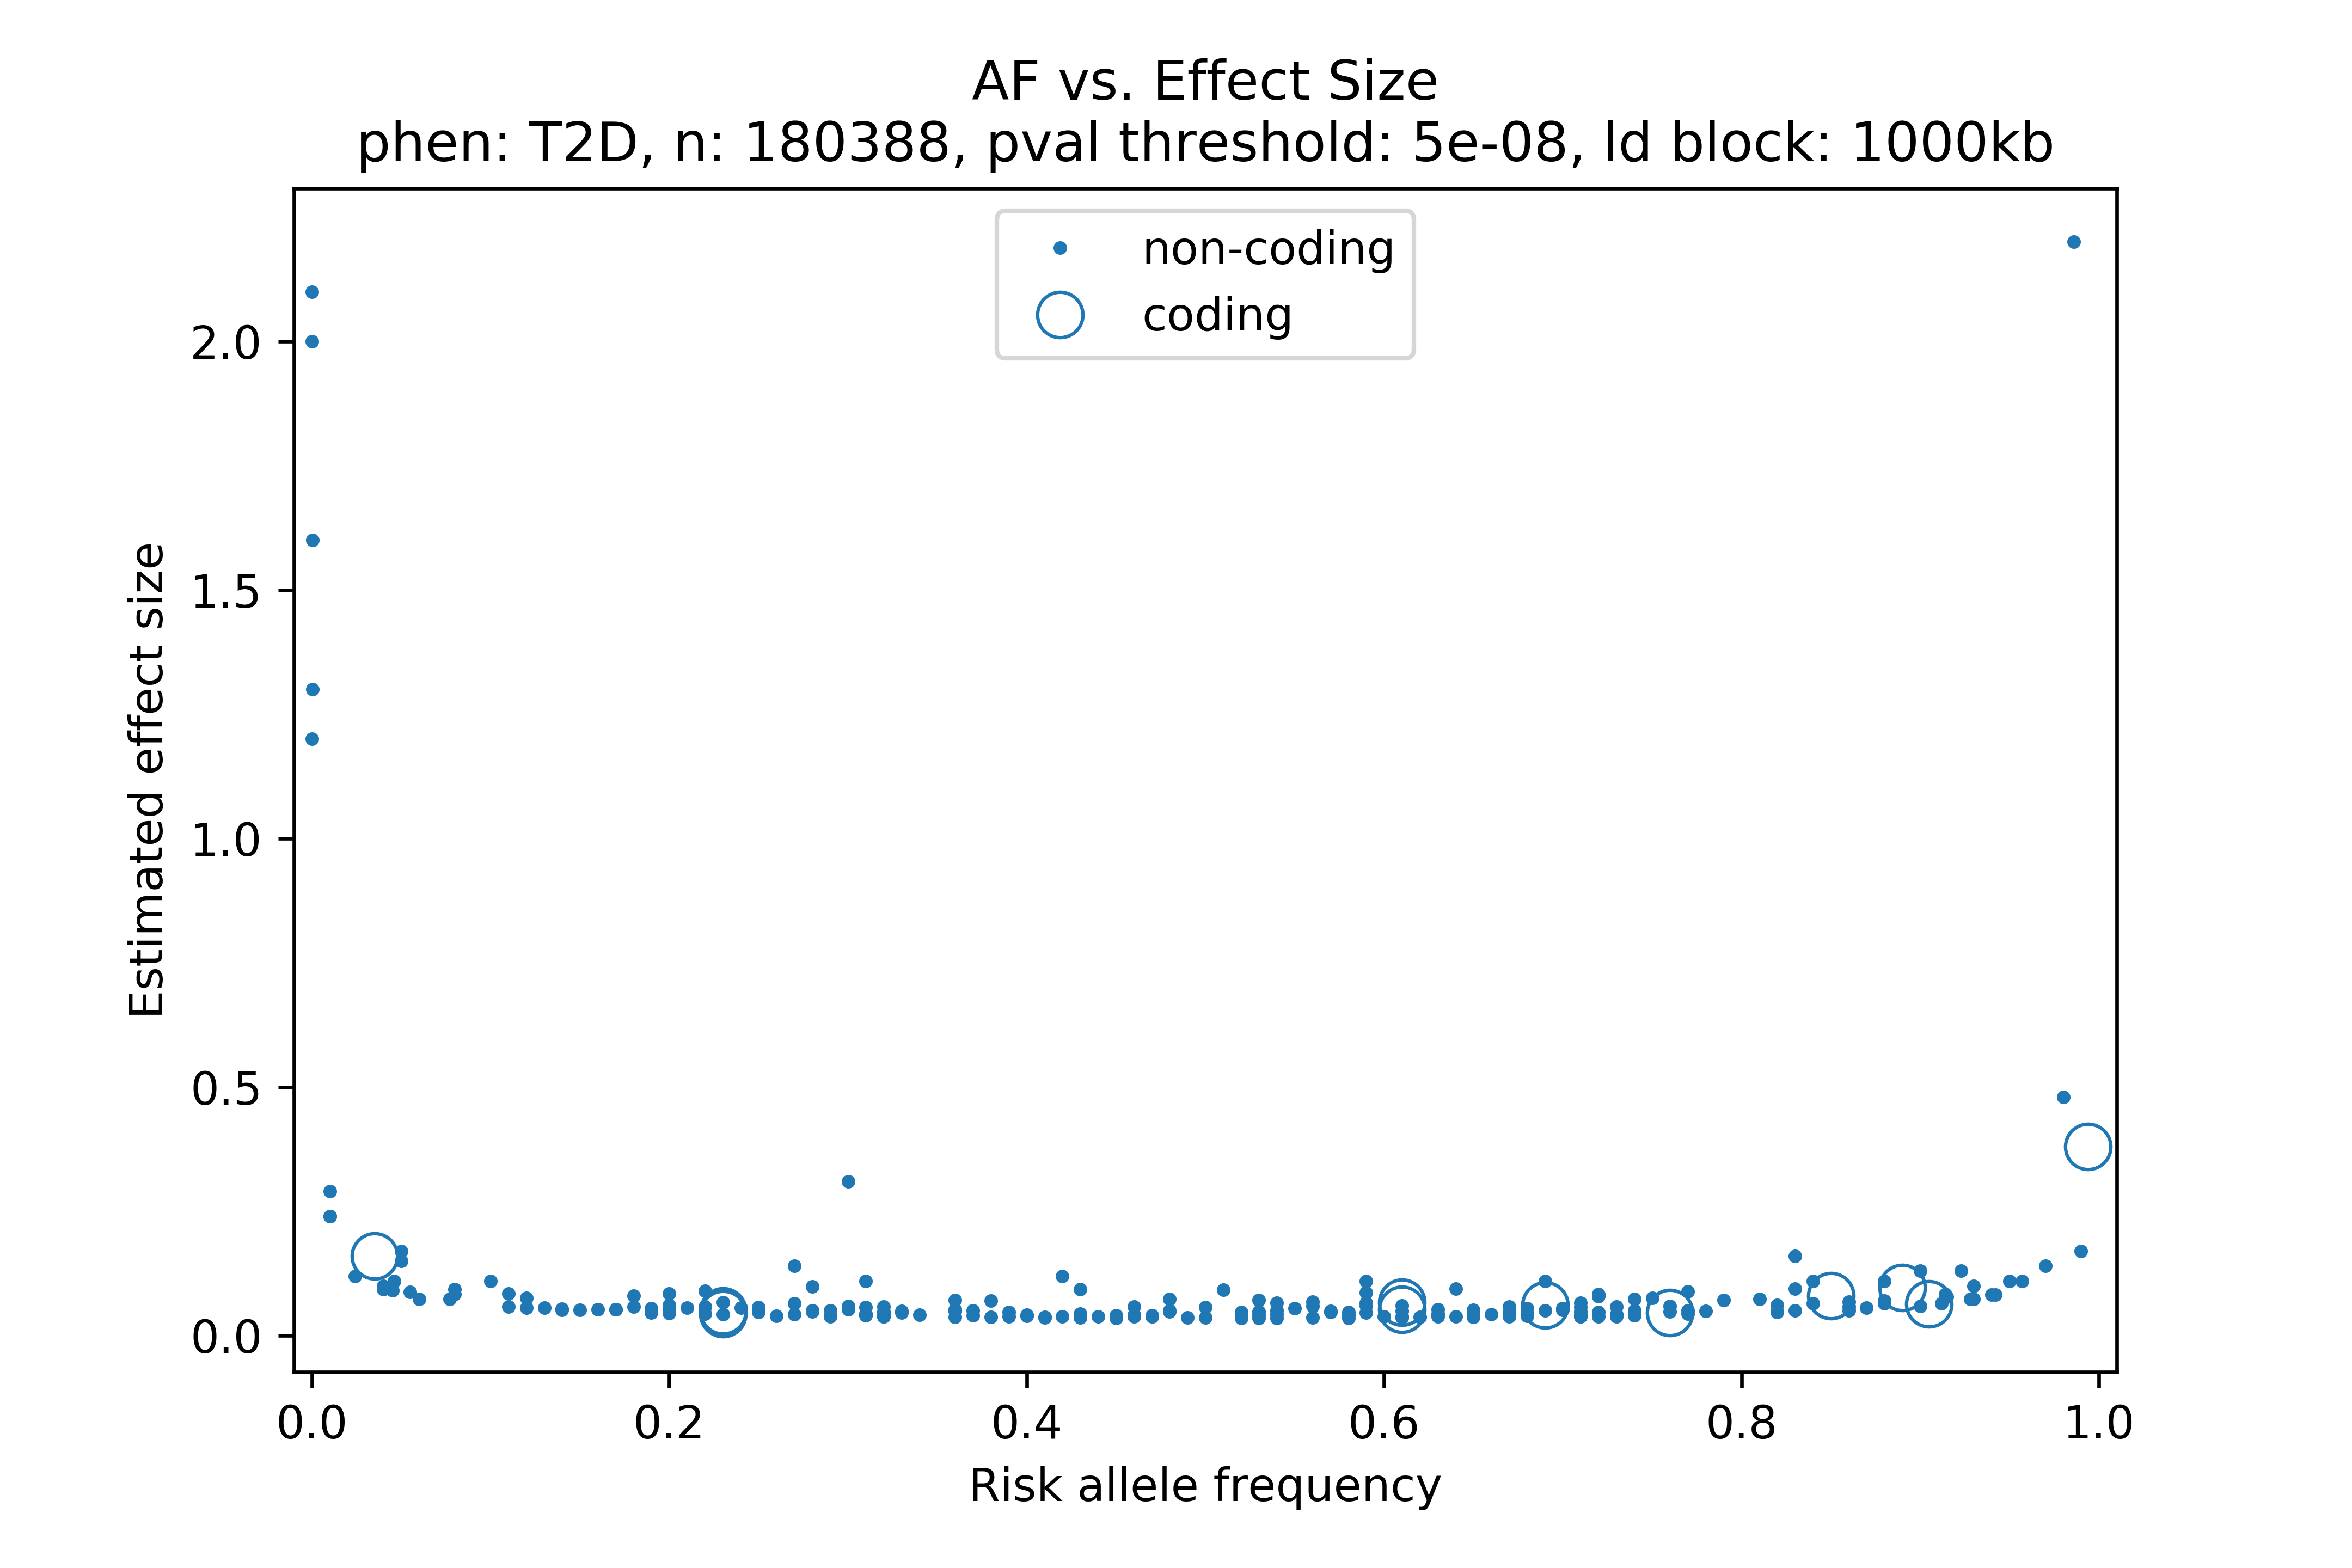 AF vs. Effect Size
phen: T2D, n: 180388, pval threshold: 5e-08, ld block: 1000kb
non-coding
coding
Estimated effect size
2.0
1.5
1.0
0.5
0.0
0.0 0.2 0.4 0.6 0.8 1.0
Risk allele frequency